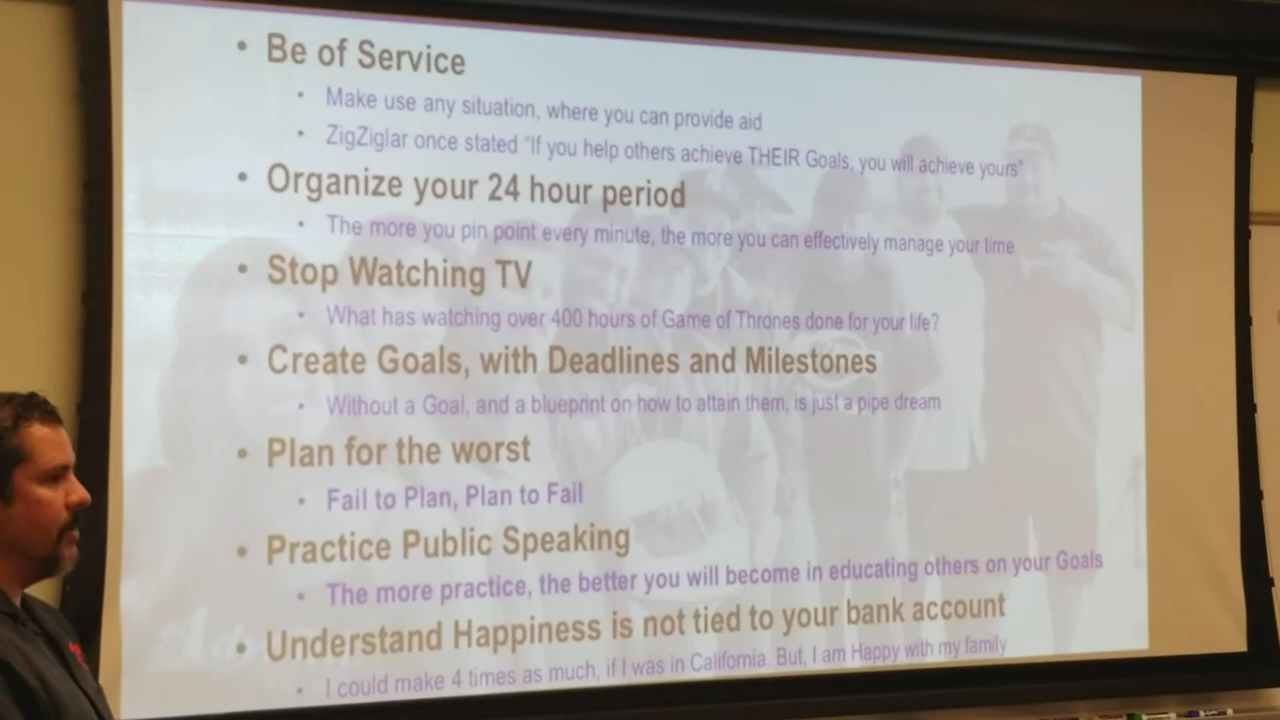 • Be of Service
• Make use any situation, where you can provide aid
• ZigZiglar once stated "If you help others achieve THEIR Goals, you will achieve yours"
• Organize your 24 hour period
• The more you pin point every minute, the more you can effectively manage your time
• Stop Watching TV
• What has watching over 400 hours of Game of Thrones done for your life?
• Create Goals, with Deadlines and Milestones
• Without a Goal, and a blueprint on how to attain them, is just a pipe dream
• Plan for the worst
• Fail to Plan, Plan to Fail
• Practice Public Speaking
• The more practice, the better you will become in educating others on your Goals
• Understand Happiness is not tied to your bank account
• I could make 4 times as much, if I was in California. But, I am Happy with my family